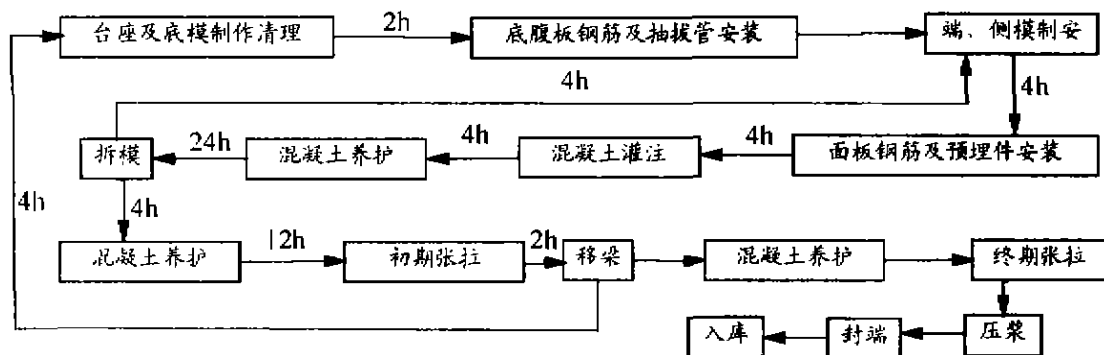 台座及底模制作清理 2h 底腹板钢筋及抽拔管安装 端、侧模制安
4h 4h
拆模 24h 混凝土养护 4h 混凝土灌注 4h 面板钢筋及预埋件安装
4h 4h
混凝土养护 12h 初期张拉 2h 移梁 混凝土养护 终期张拉
入库 封端 压浆